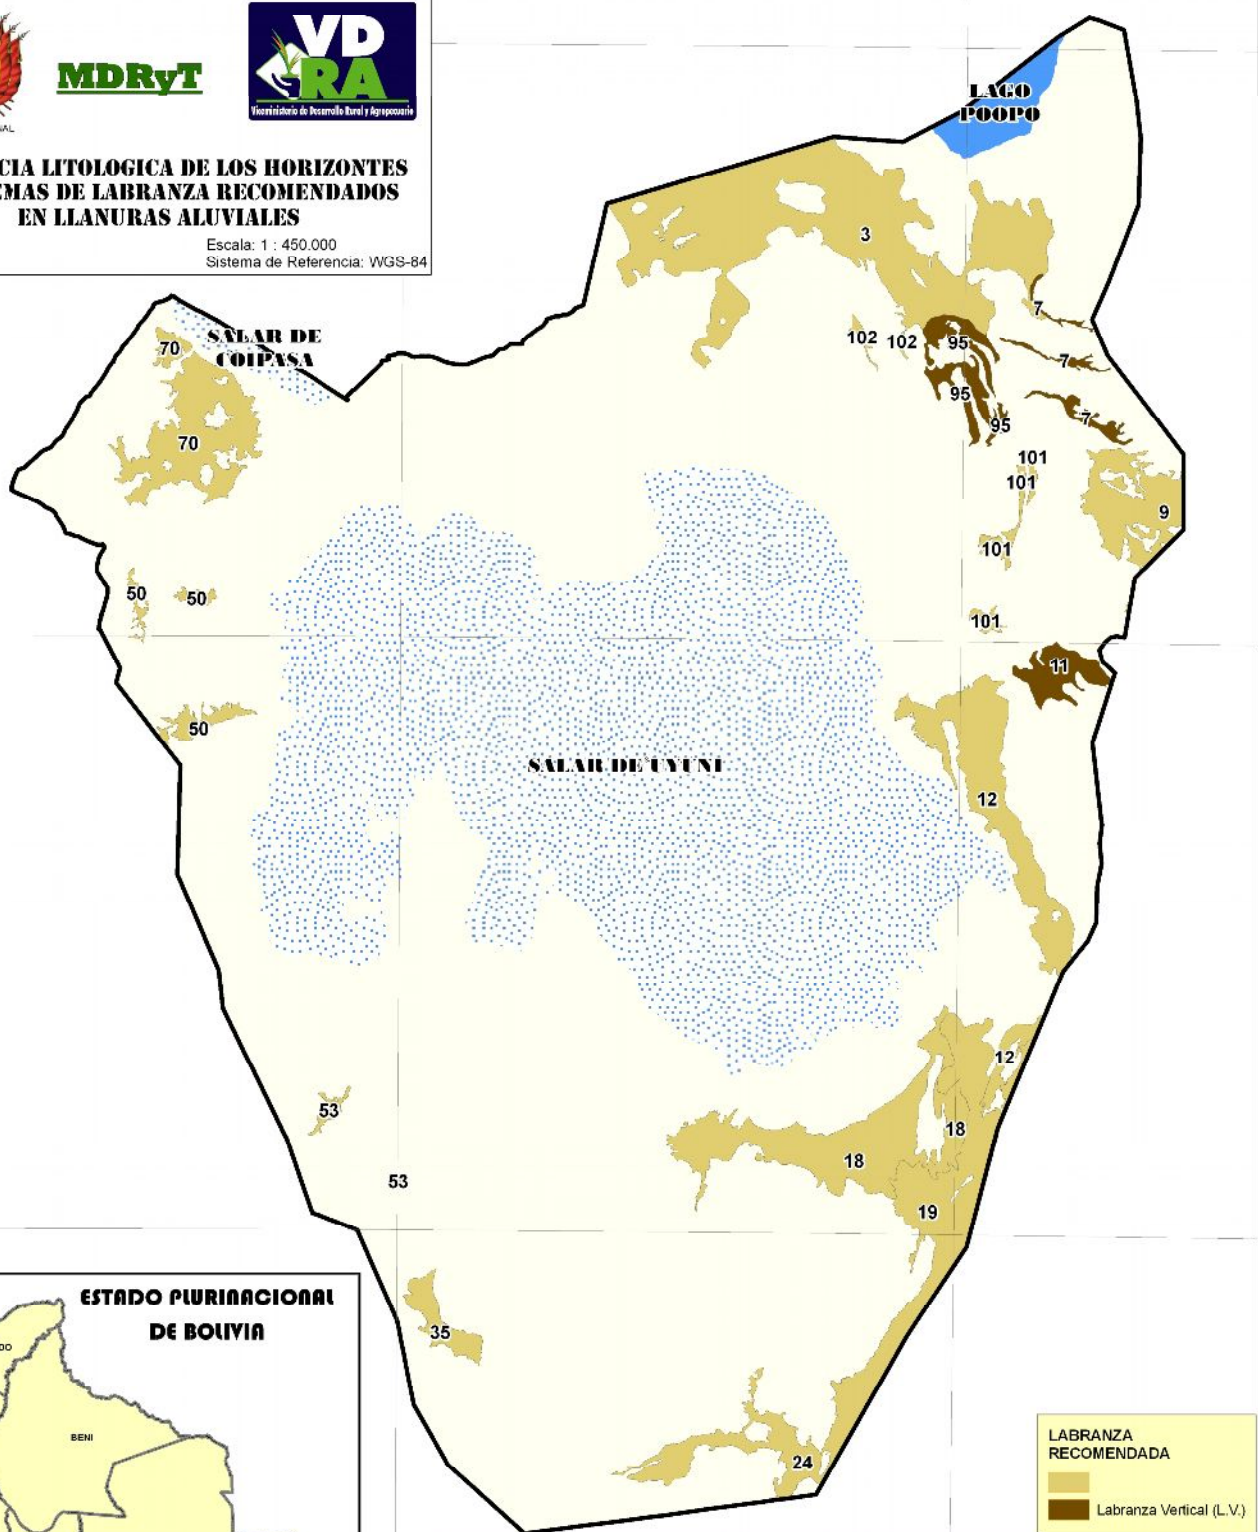 VD
RA
MDRyT
Viceministerio de Desarrollo Rural y Agropecuario
CIA LITOLOGICA DE LOS HORIZONTES
EMAS DE LABRANZA RECOMENDADOS
EN LLANURAS ALUVIALES
Escala: 1 : 450.000
Sistema de Referencia: WGS-84
LAGO
POOPO
3
7
SALAR DE
COIPASA
70
102
102
95
7
95
7
95
70
101
101
9
101
50
50
101
11
50
SALAR DE UYUNI
12
12
53
18
18
53
19
ESTADO PLURINACIONAL
DE BOLIVIA
35
BENI
LABRANZA
RECOMENDADA
24
Labranza Vertical (L.V.)